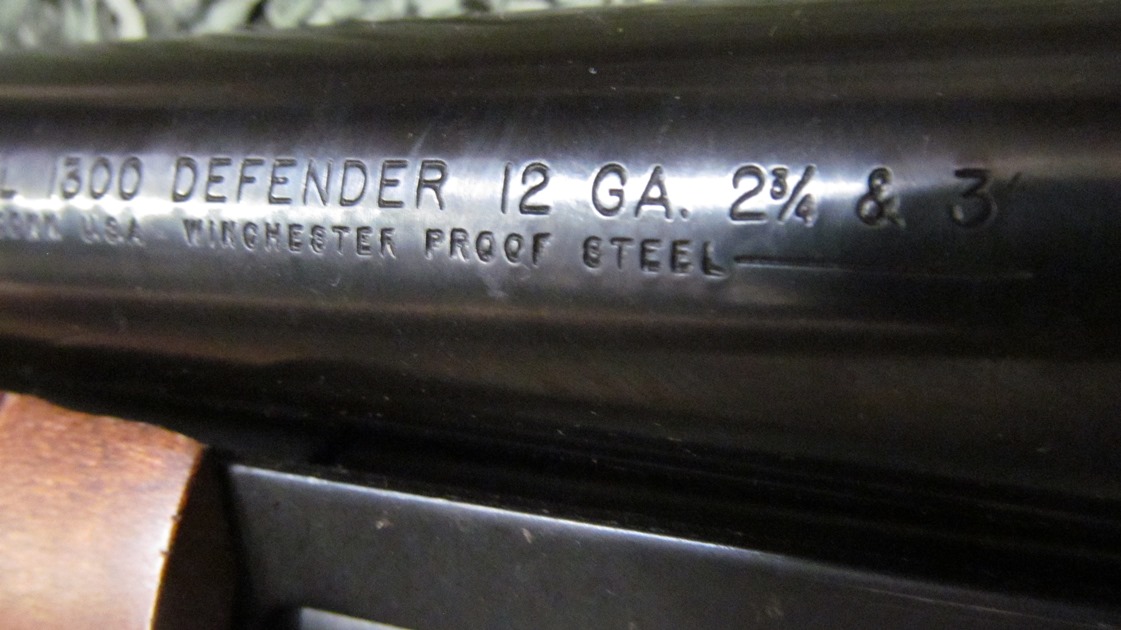 L 1300 DEFENDER 12 GA. 2¾ & 3"
U.S.A. WINCHESTER PROOF STEEL